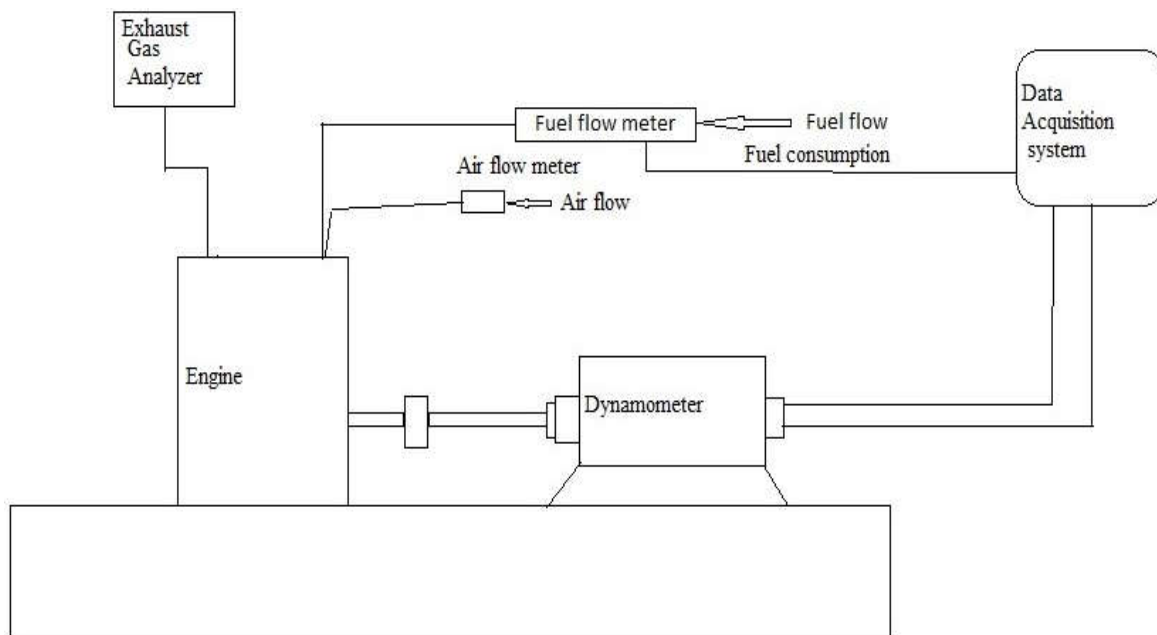 Exhaust
Gas
Analyzer
Fuel flow meter
Fuel flow
Fuel consumption
Data
Acquisition
system
Air flow meter
Air flow
Engine
Dynamometer